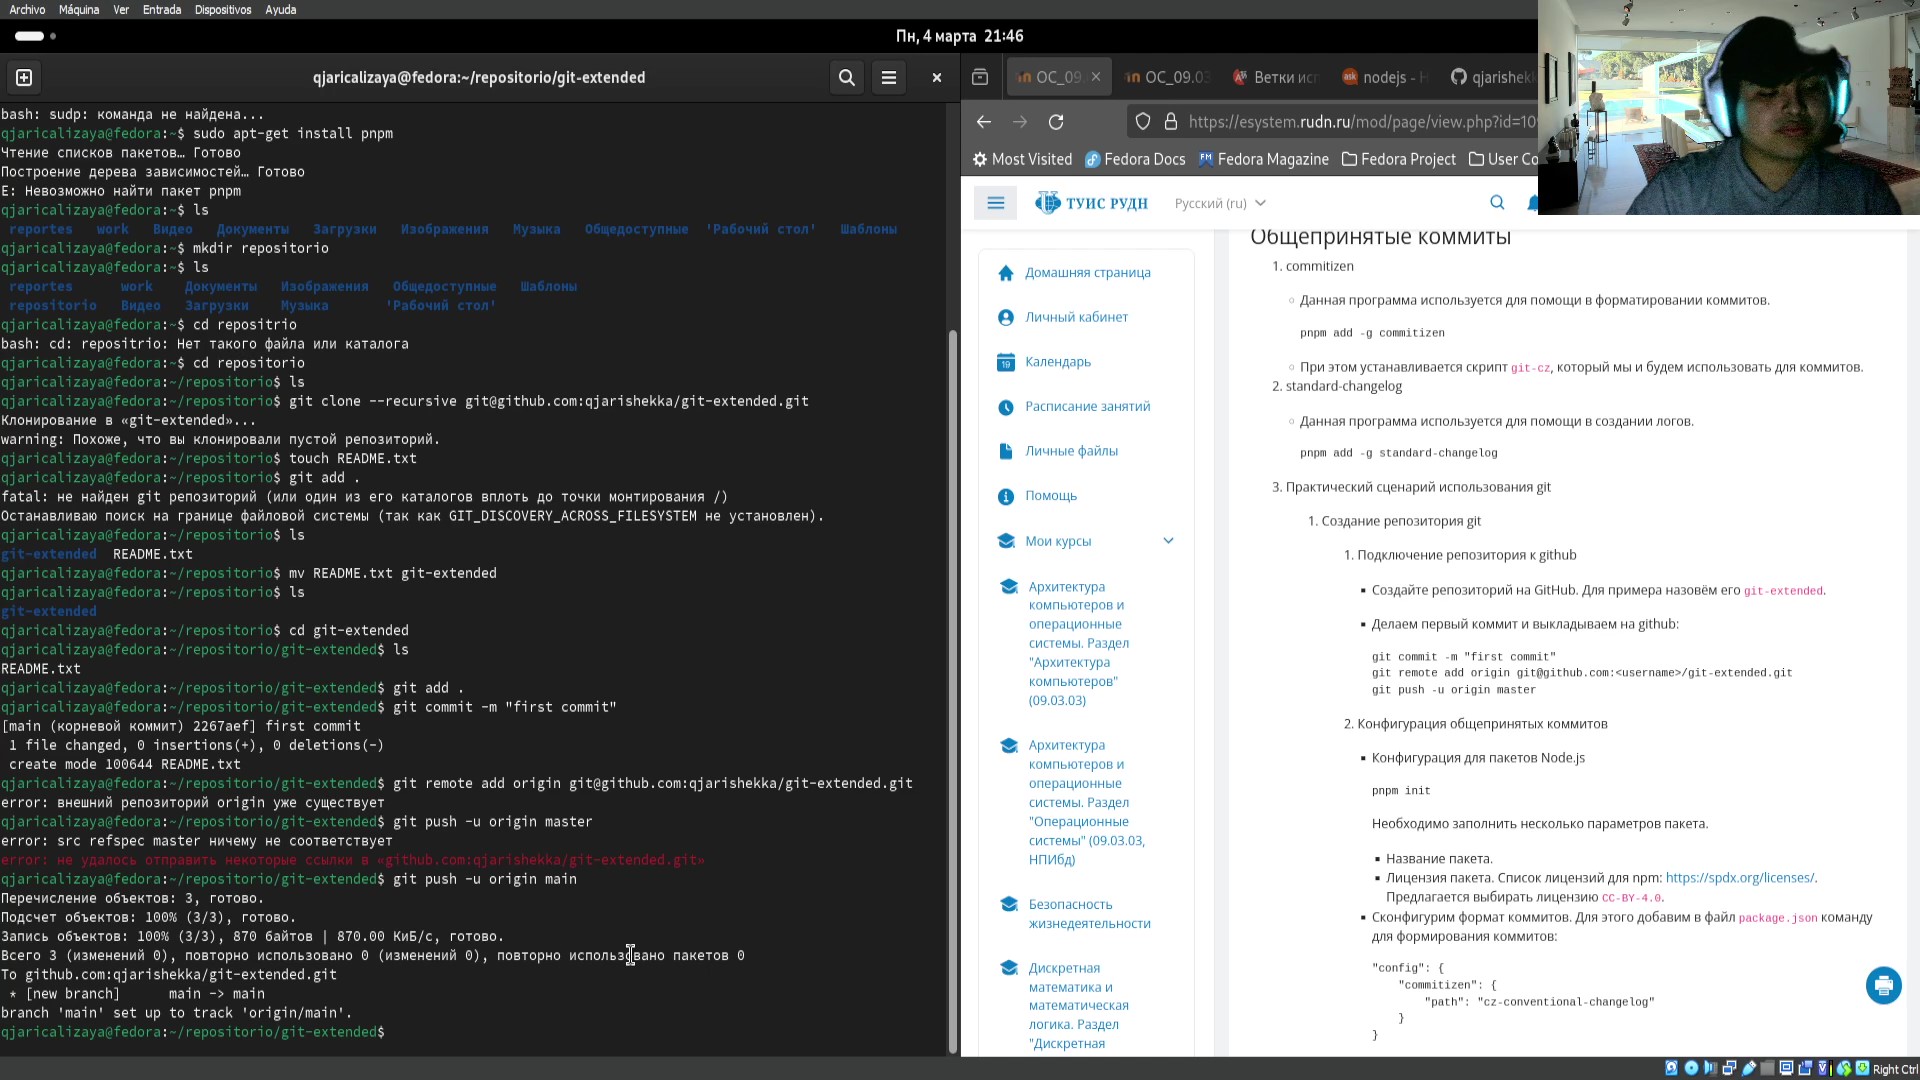 Archivo Máquina Ver Entrada Dispositivos Ayuda
Пн, 4 марта 21:46
qjaricalizaya@fedora:~/repositorio/git-extended
bash: sudp: команда не найдена...
qjaricalizaya@fedora:~$ sudo apt-get install pnpm
Чтение списков пакетов… Готово
Построение дерева зависимостей… Готово
E: Невозможно найти пакет pnpm
qjaricalizaya@fedora:~$ ls
reportes work Видео Документы Загрузки Изображения Музыка Общедоступные 'Рабочий стол' Шаблоны
qjaricalizaya@fedora:~$ mkdir repositorio
qjaricalizaya@fedora:~$ ls
reportes work Документы Изображения Общедоступные Шаблоны
repositorio Видео Загрузки Музыка 'Рабочий стол'
qjaricalizaya@fedora:~$ cd repositrio
bash: cd: repositrio: Нет такого файла или каталога
qjaricalizaya@fedora:~$ cd repositorio
qjaricalizaya@fedora:~/repositorio$ ls
qjaricalizaya@fedora:~/repositorio$ git clone --recursive git@github.com:qjarishekka/git-extended.git
Клонирование в «git-extended»...
warning: Похоже, что вы клонировали пустой репозиторий.
qjaricalizaya@fedora:~/repositorio$ touch README.txt
qjaricalizaya@fedora:~/repositorio$ git add .
fatal: не найден git репозиторий (или один из его каталогов вплоть до точки монтирования /)
Останавливаю поиск на границе файловой системы (так как GIT_DISCOVERY_ACROSS_FILESYSTEM не установлен).
qjaricalizaya@fedora:~/repositorio$ ls
git-extended README.txt
qjaricalizaya@fedora:~/repositorio$ mv README.txt git-extended
qjaricalizaya@fedora:~/repositorio$ ls
git-extended
qjaricalizaya@fedora:~/repositorio$ cd git-extended
qjaricalizaya@fedora:~/repositorio/git-extended$ ls
README.txt
qjaricalizaya@fedora:~/repositorio/git-extended$ git add .
qjaricalizaya@fedora:~/repositorio/git-extended$ git commit -m "first commit"
[main (корневой коммит) 2267aef] first commit
1 file changed, 0 insertions(+), 0 deletions(-)
create mode 100644 README.txt
qjaricalizaya@fedora:~/repositorio/git-extended$ git remote add origin git@github.com:qjarishekka/git-extended.git
error: внешний репозиторий origin уже существует
qjaricalizaya@fedora:~/repositorio/git-extended$ git push -u origin master
error: src refspec master ничему не соответствует
error: не удалось отправить некоторые ссылки в «github.com:qjarishekka/git-extended.git»
qjaricalizaya@fedora:~/repositorio/git-extended$ git push -u origin main
Перечисление объектов: 3, готово.
Подсчет объектов: 100% (3/3), готово.
Запись объектов: 100% (3/3), 870 байтов | 870.00 КиБ/с, готово.
Всего 3 (изменений 0), повторно использовано 0 (изменений 0), повторно использовано пакетов 0
To github.com:qjarishekka/git-extended.git
* [new branch] main -> main
branch 'main' set up to track 'origin/main'.
qjaricalizaya@fedora:~/repositorio/git-extended$
OC_09. OC_09.03 Ветки исп nodejs - qjarishekk
https://esystem.rudn.ru/mod/page/view.php?id=10
Most Visited Fedora Docs Fedora Magazine Fedora Project User Co
ТУИС РУДН Русский (ru)
Домашняя страница
Личный кабинет
Календарь
Расписание занятий
Личные файлы
Помощь
Мои курсы
Архитектура
компьютеров и
операционные
системы. Раздел
"Архитектура
компьютеров"
(09.03.03)
Архитектура
компьютеров и
операционные
системы. Раздел
"Операционные
системы" (09.03.03,
НПИбд)
Безопасность
жизнедеятельности
Дискретная
математика и
математическая
логика. Раздел
"Дискретная
Общепринятые коммиты
1. commitizen
Данная программа используется для помощи в форматировании коммитов.
pnpm add -g commitizen
При этом устанавливается скрипт git-cz, который мы и будем использовать для коммитов.
2. standard-changelog
Данная программа используется для помощи в создании логов.
pnpm add -g standard-changelog
3. Практический сценарий использования git
1. Создание репозитория git
1. Подключение репозитория к github
Создайте репозиторий на GitHub. Для примера назовём его git-extended.
Делаем первый коммит и выкладываем на github:
git commit -m "first commit"
git remote add origin git@github.com:<username>/git-extended.git
git push -u origin master
2. Конфигурация общепринятых коммитов
Конфигурация для пакетов Node.js
pnpm init
Необходимо заполнить несколько параметров пакета.
Название пакета.
Лицензия пакета. Список лицензий для npm: https://spdx.org/licenses/.
Предлагается выбирать лицензию CC-BY-4.0.
Сконфигурим формат коммитов. Для этого добавим в файл package.json команду
для формирования коммитов:
"config": {
"commitizen": {
"path": "cz-conventional-changelog"
}
}
Right Ctrl